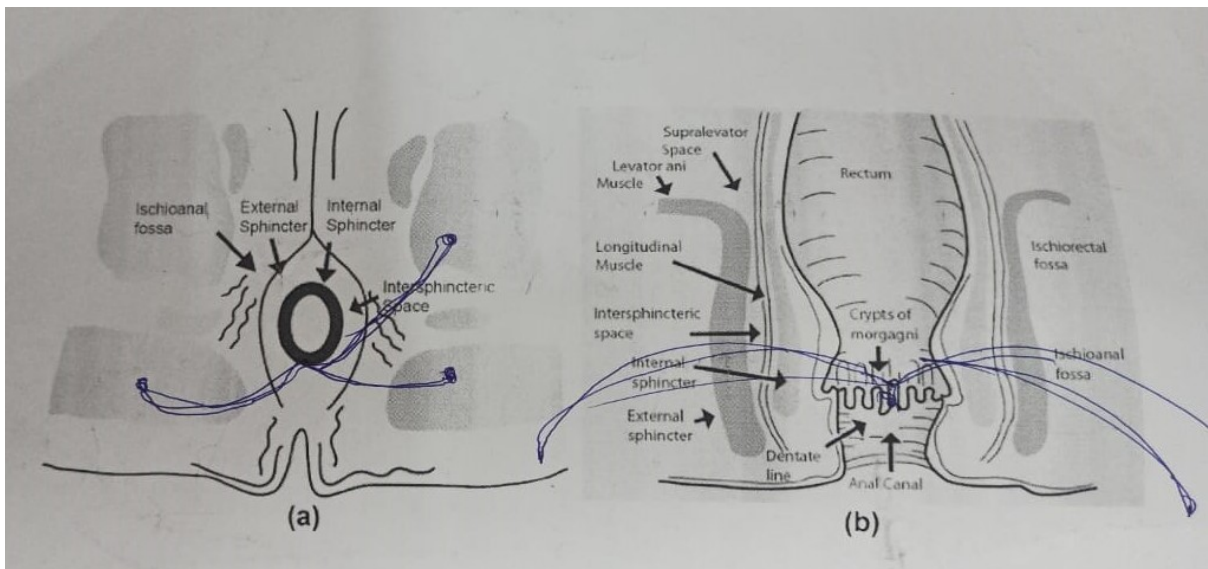 Ischioanal
fossa
External
Sphincter
Internal
Sphincter
Intersphincteric
Space
(a)
Supralevator
Space
Levator ani
Muscle
Rectum
Longitudinal
Muscle
Ischiorectal
fossa
Intersphincteric
space
Crypts of
morgagni
Internal
sphincter
Ischioanal
fossa
External
sphincter
Dentate
line
Anal Canal
(b)